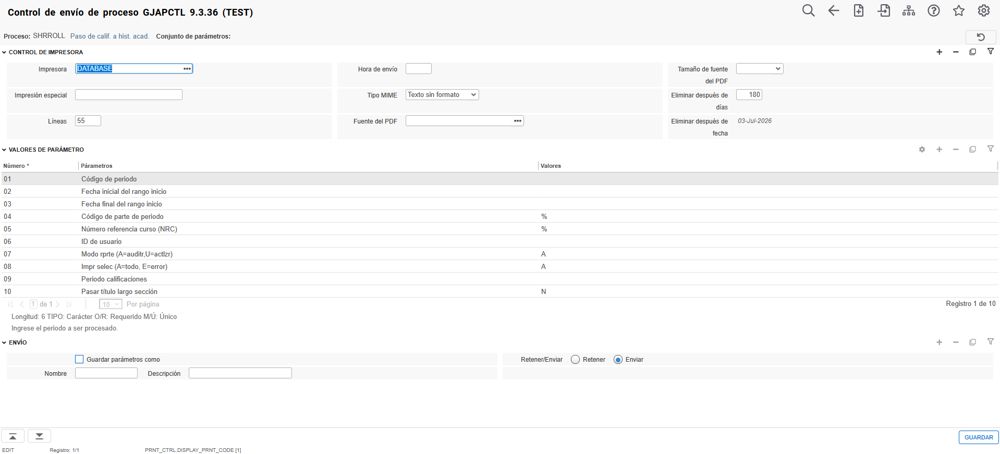 Control de envío de proceso GJAPCTL 9.3.36 (TEST)
Proceso: SHRROLL Paso de calif. a hist. acad. Conjunto de parámetros:
CONTROL DE IMPRESORA
Impresora DATABASE Hora de envío Tamaño de fuente del PDF
Impresión especial Tipo MIME Texto sin formato Eliminar después de días 180
Líneas 55 Fuente del PDF Eliminar después de fecha 03-Jul-2026
VALORES DE PARÁMETRO
Número * Párametros Valores
01 Código de periodo
02 Fecha inicial del rango inicio
03 Fecha final del rango inicio
04 Código de parte de periodo %
05 Número referencia curso (NRC) %
06 ID de usuario
07 Modo rprte (A=auditr,U=actlzr) A
08 Impr selec (A=todo, E=error) A
09 Periodo calificaciones
10 Pasar título largo sección N
1 de 1 10 Por página Registro 1 de 10
Longitud: 6 TIPO: Carácter O/R: Requerido M/Ú: Único
Ingrese el periodo a ser procesado.
ENVÍO
Guardar parámetros como Retener/Enviar Retener Enviar
Nombre Descripción
GUARDAR
EDIT Registro: 1/1 PRNT_CTRL.DISPLAY_PRNT_CODE [1]